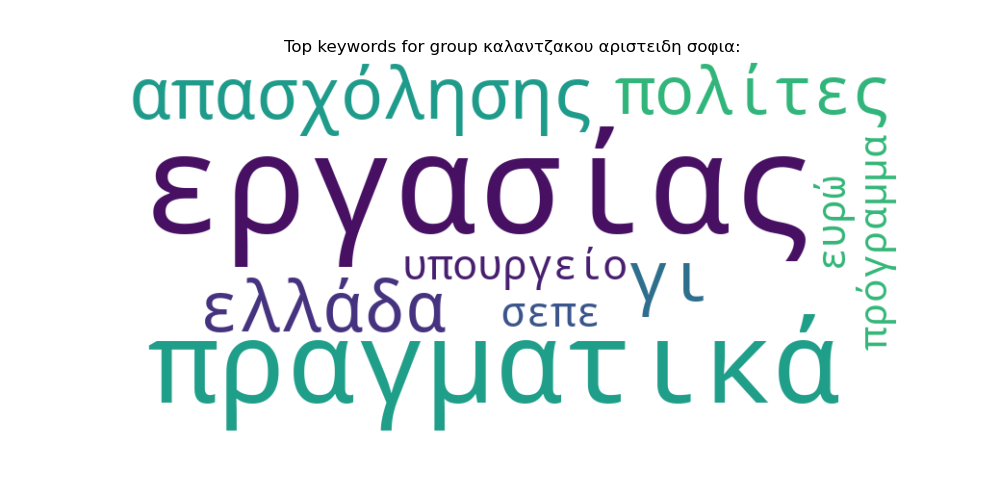 Top keywords for group καλαντζακου αριστειδη σοφια:
απασχόλησης πολίτες
εργασίας
ευρώ
πρόγραμμα
υπουργείο γι
ελλάδα σεπε
πραγματικά